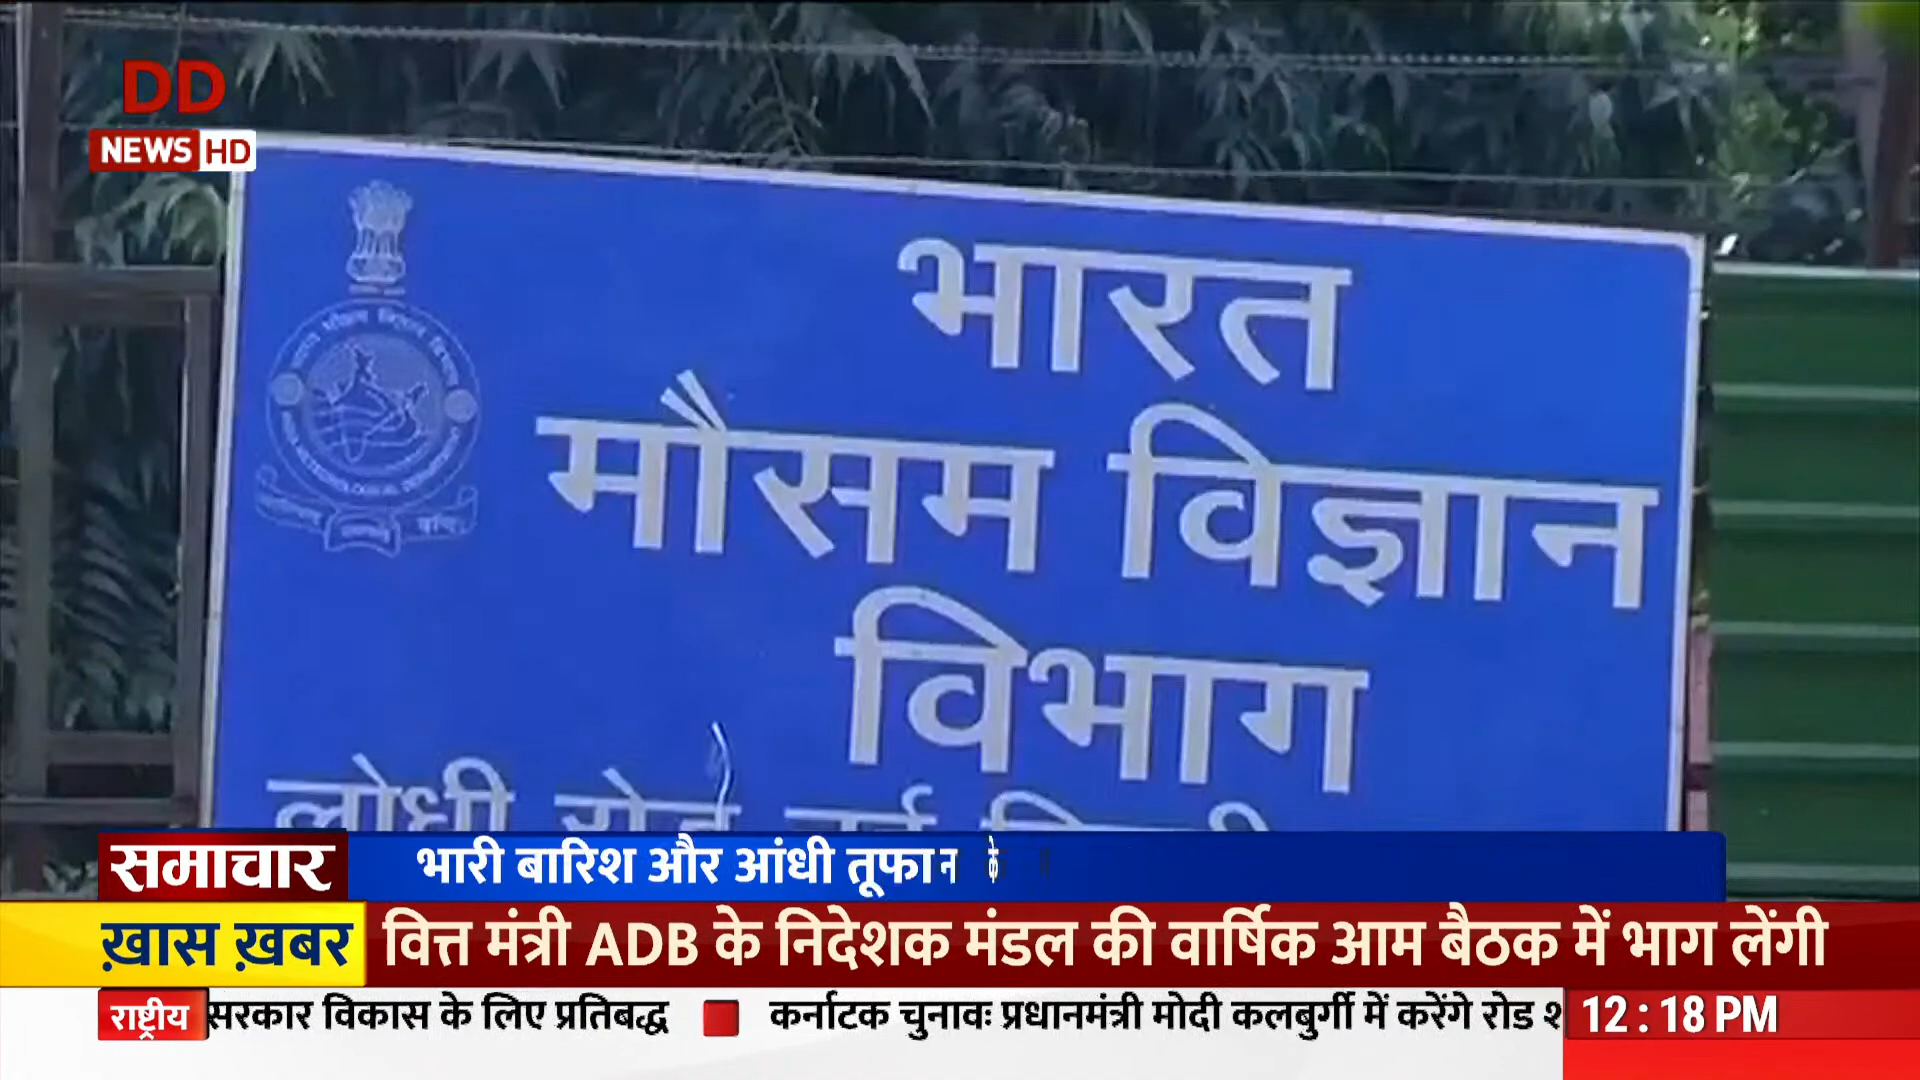 DD
NEWS HD
भारत
मौसम विज्ञान
विभाग
लोधी रोड
समाचार
भारी बारिश और आंधी तूफान
ख़ास ख़बर
वित्त मंत्री ADB के निदेशक मंडल की वार्षिक आम बैठक में भाग लेंगी
राष्ट्रीय
सरकार विकास के लिए प्रतिबद्ध
कर्नाटक चुनावः प्रधानमंत्री मोदी कलबुर्गी में करेंगे रोड
12 : 18 PM